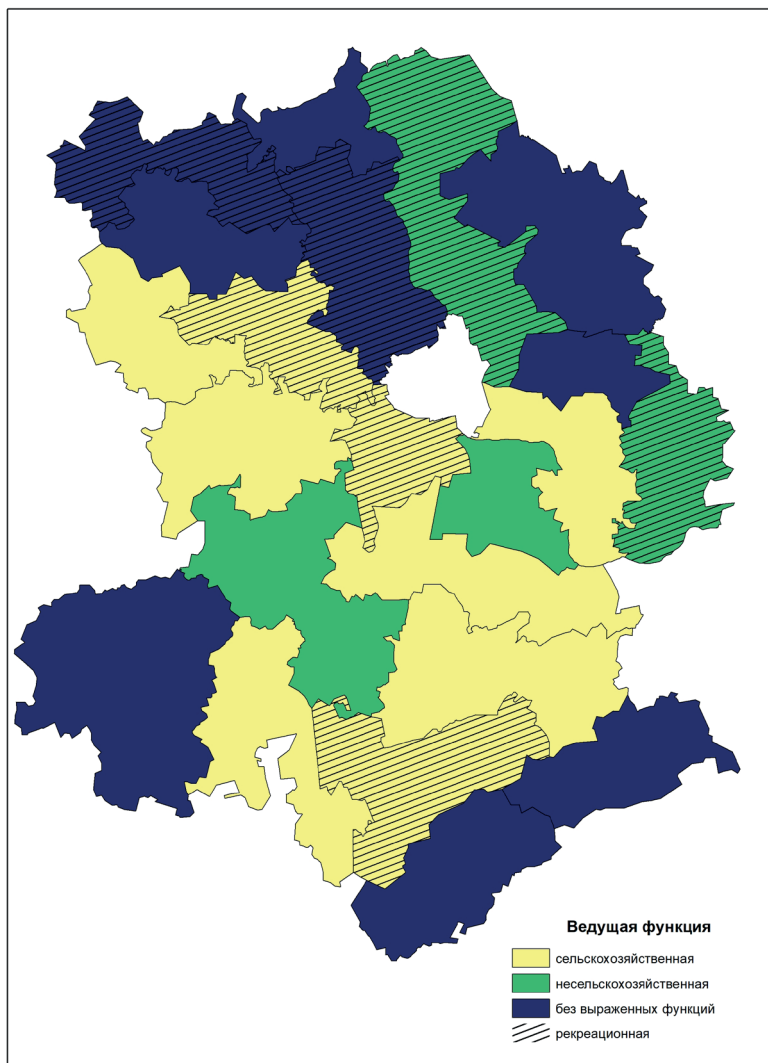 Ведущая функция
сельскохозяйственная
несельскохозяйственная
без выраженных функций
рекреационная